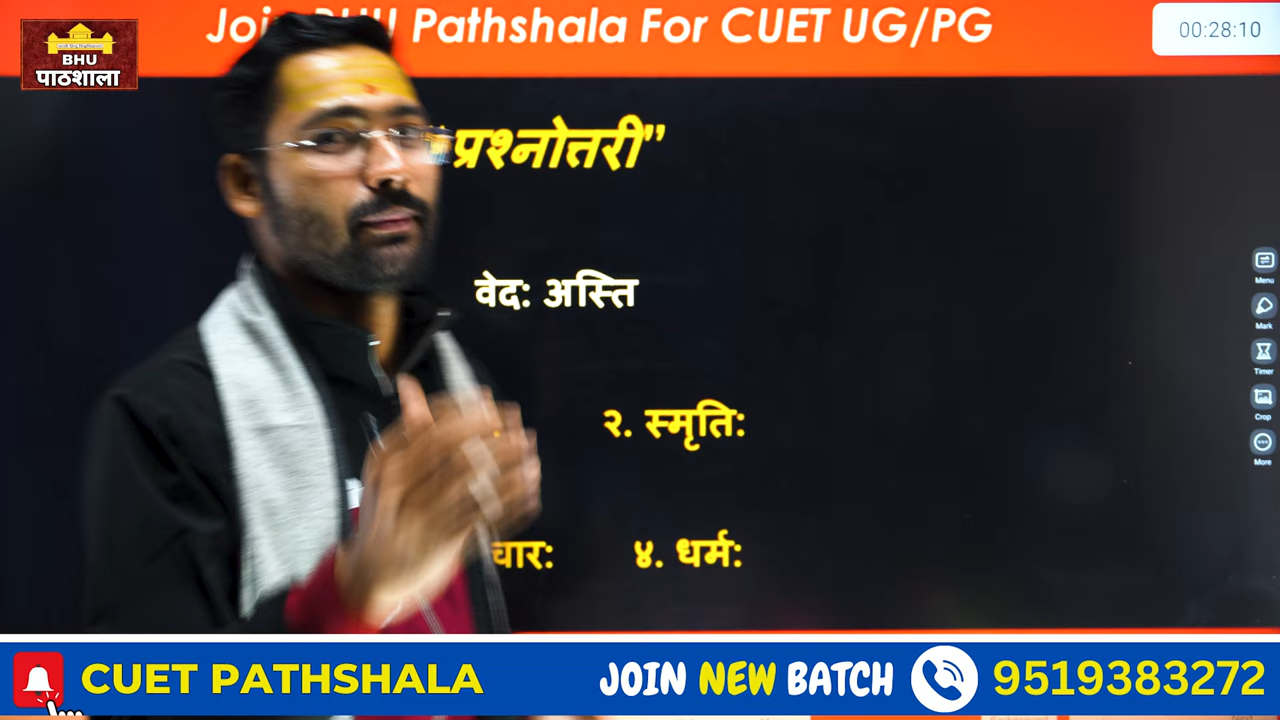 Join BHU Pathshala For CUET UG/PG
00:28:10
BHU
पाठशाला
प्रश्नोत्तरी”
वेद: अस्ति
Menu
Mark
Timer
Crop
More
२. स्मृति:
चार: ४. धर्म:
CUET PATHSHALA
JOIN NEW BATCH
9519383272